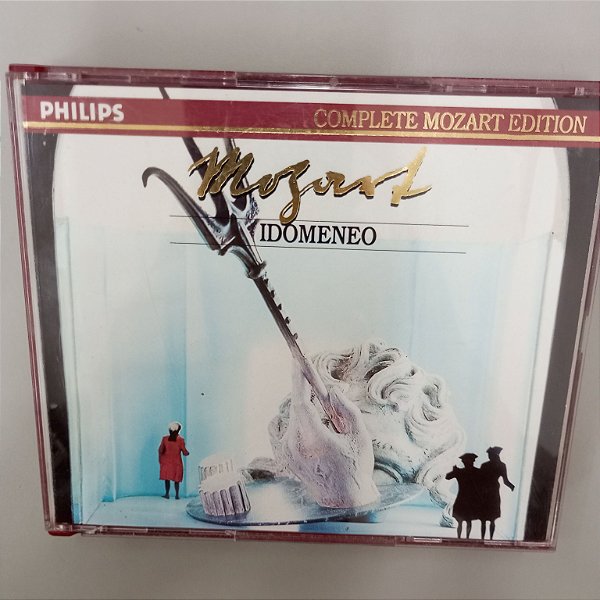 PHILIPS
COMPLETE MOZART EDITION
Mozart
IDOMENEO